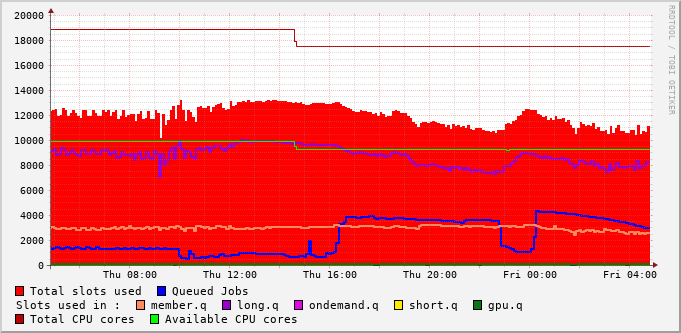 20000
18000
16000
14000
12000
10000
8000
6000
4000
2000
0
RRDTOOL / TOBI OETIKER
Thu 08:00 Thu 12:00 Thu 16:00 Thu 20:00 Fri 00:00 Fri 04:00
Total slots used Queued Jobs
Slots used in : member.q long.q ondemand.q short.q gpu.q
Total CPU cores Available CPU cores